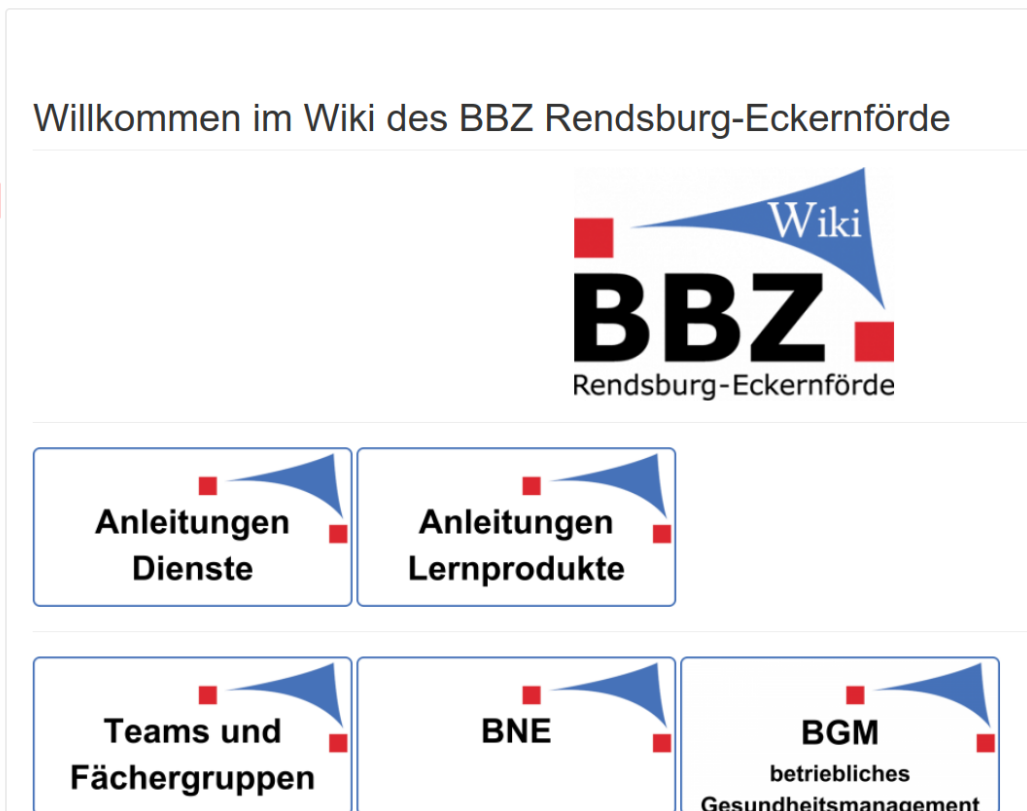 Willkommen im Wiki des BBZ Rendsburg-Eckernförde
Wiki
BBZ
Rendsburg-Eckernförde
Anleitungen
Dienste
Anleitungen
Lernprodukte
Teams und
Fächergruppen
BNE
BGM
betriebliches
Gesundheitsmanagement